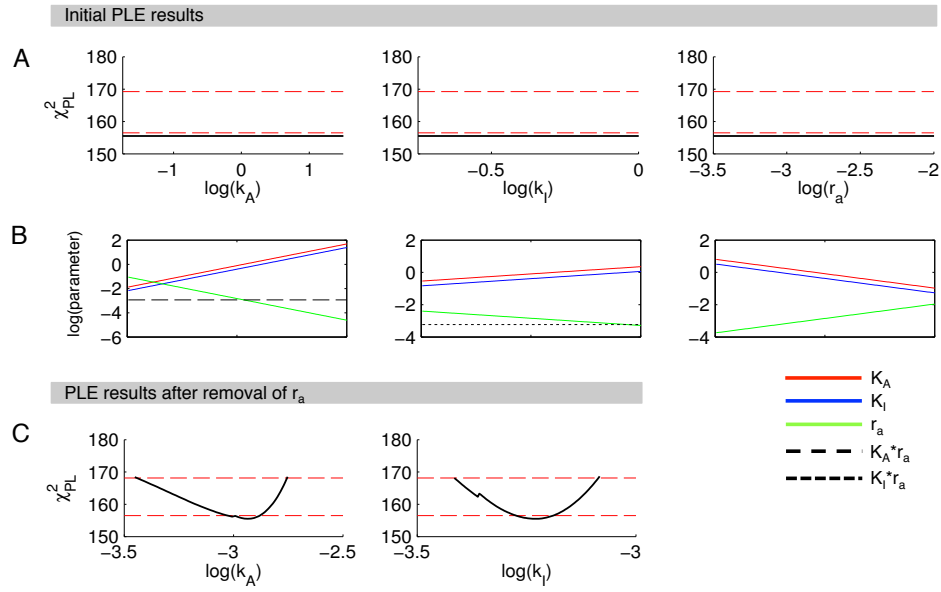 Initial PLE results
A
χ²PL
180
170
160
150
−1
0
1
log(kA)
180
170
160
150
−0.5
0
log(kI)
180
170
160
150
−3.5
−3
−2.5
−2
log(ra)
B
log(parameter)
2
0
−2
−4
−6
2
0
−2
−4
2
0
−2
−4
PLE results after removal of ra
C
χ²PL
180
170
160
150
−3.5
−3
−2.5
log(kA)
180
170
160
150
−3.5
−3
log(kI)
KA
KI
ra
KA*ra
KI*ra